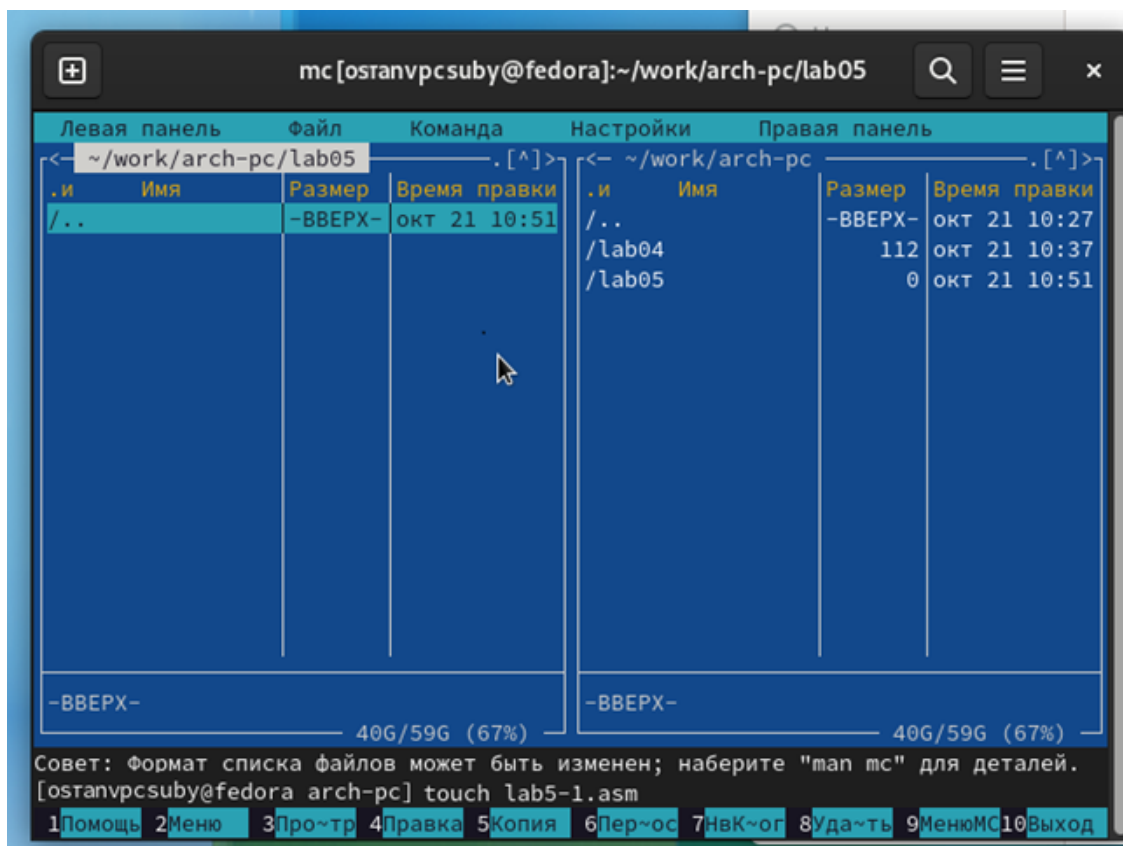 mc [osтanvpcsuby@fedora]:~/work/arch-pc/lab05
Левая панель Файл Команда Настройки Правая панель
<— ~/work/arch-pc/lab05 .[^]> <— ~/work/arch-pc .[^]>
.и Имя Размер Время правки .и Имя Размер Время правки
/.. -ВВЕРХ- окт 21 10:51 /.. -ВВЕРХ- окт 21 10:27
/lab04 112 окт 21 10:37
/lab05 0 окт 21 10:51
-ВВЕРХ- -ВВЕРХ-
40G/59G (67%) 40G/59G (67%)
Совет: Формат списка файлов может быть изменен; наберите "man mc" для деталей.
[osтanvpcsuby@fedora arch-pc] touch lab5-1.asm
1Помощь 2Меню 3Про~тр 4Правка 5Копия 6Пер~ос 7НвК~ог 8Уда~ть 9МенюMC 10Выход